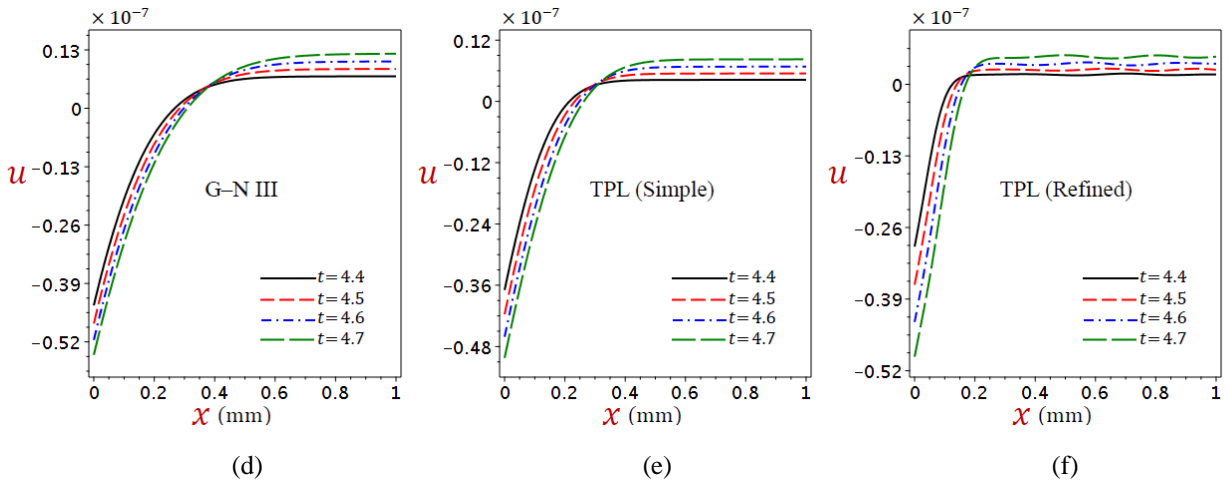 × 10⁻⁷
0.13
0
−0.13
−0.26
−0.39
−0.52
u
G–N III
t=4.4
t=4.5
t=4.6
t=4.7
0 0.2 0.4 0.6 0.8 1
x (mm)
(d)
× 10⁻⁷
0.12
0
−0.12
−0.24
−0.36
−0.48
u
TPL (Simple)
t=4.4
t=4.5
t=4.6
t=4.7
0 0.2 0.4 0.6 0.8 1
x (mm)
(e)
× 10⁻⁷
0
−0.13
−0.26
−0.39
−0.52
u
TPL (Refined)
t=4.4
t=4.5
t=4.6
t=4.7
0 0.2 0.4 0.6 0.8 1
x (mm)
(f)